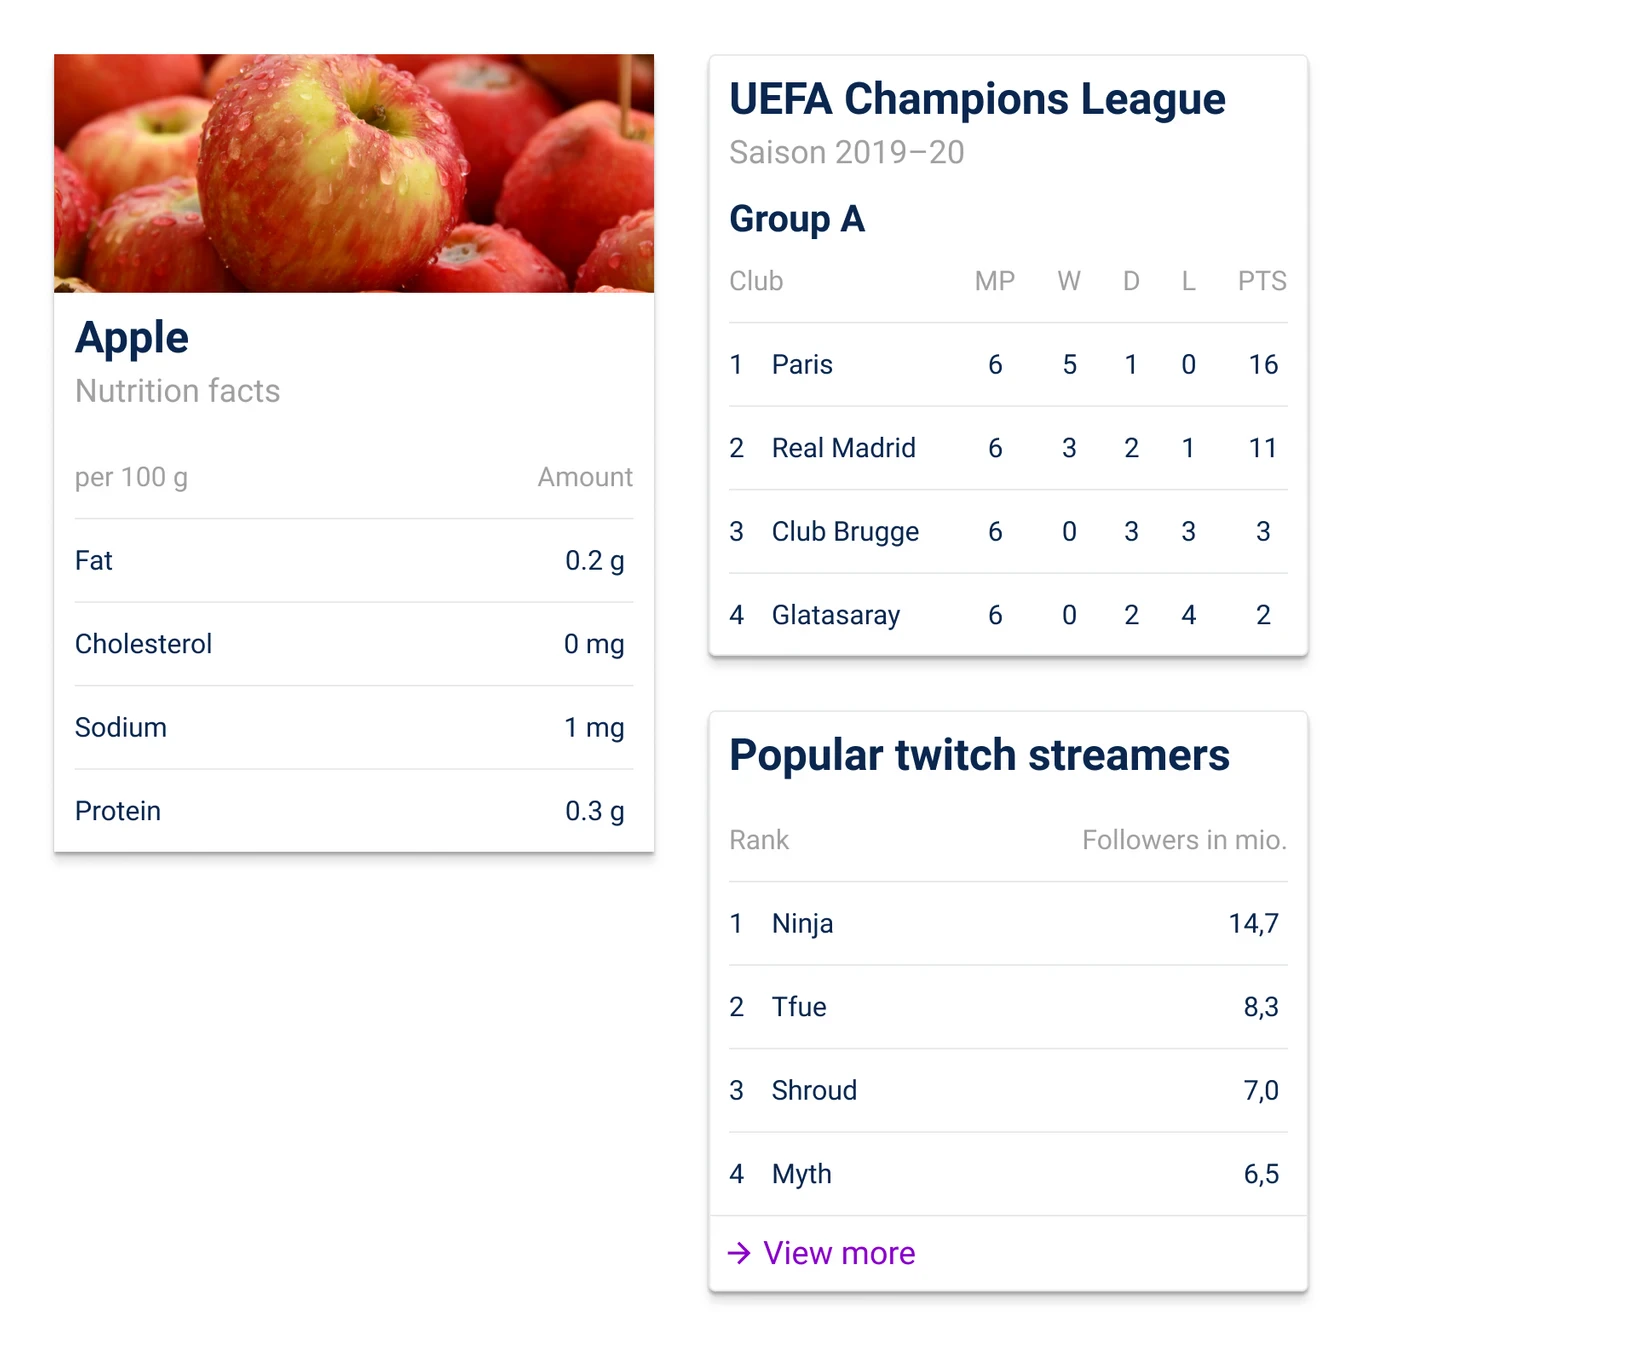 Apple
Nutrition facts
per 100 g Amount
Fat 0.2 g
Cholesterol 0 mg
Sodium 1 mg
Protein 0.3 g
UEFA Champions League
Saison 2019–20
Group A
Club MP W D L PTS
1 Paris 6 5 1 0 16
2 Real Madrid 6 3 2 1 11
3 Club Brugge 6 0 3 3 3
4 Glatasaray 6 0 2 4 2
Popular twitch streamers
Rank Followers in mio.
1 Ninja 14,7
2 Tfue 8,3
3 Shroud 7,0
4 Myth 6,5
→ View more